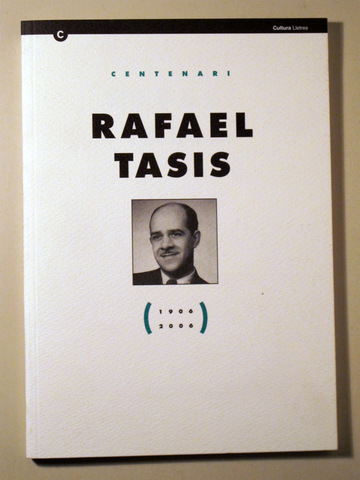 C
Cultura Lletres
CENTENARI
RAFAEL
TASIS
(1906
2006)